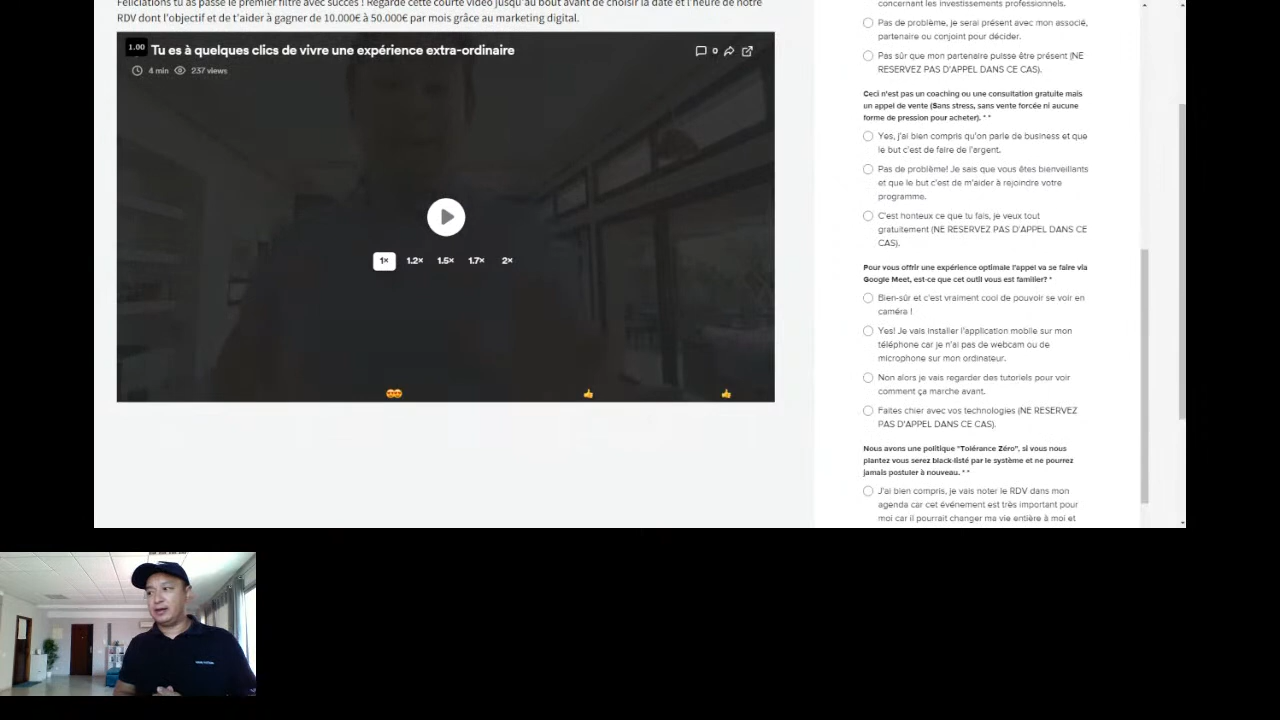 Féliciations tu as passé le premier filtre avec succès ! Regarde cette courte vidéo jusqu'au bout avant de choisir la date et l'heure de notre
RDV dont l'objectif et de t'aider à gagner de 10.000€ à 50.000€ par mois grâce au marketing digital.
1.00 Tu es à quelques clics de vivre une expérience extra-ordinaire
0
4 min 237 views
1× 1.2× 1.5× 1.7× 2×
concernant les investissements professionnels.
Pas de problème, je serai présent avec mon associé,
partenaire ou conjoint pour décider.
Pas sûr que mon partenaire puisse être présent (NE
RESERVEZ PAS D'APPEL DANS CE CAS).
Ceci n'est pas un coaching ou une consultation gratuite mais
un appel de vente (Sans stress, sans vente forcée ni aucune
forme de pression pour acheter). * *
Yes, j'ai bien compris qu'on parle de business et que
le but c'est de faire de l'argent.
Pas de problème! Je sais que vous êtes bienveillants
et que le but c'est de m'aider à rejoindre votre
programme.
C'est honteux ce que tu fais, je veux tout
gratuitement (NE RESERVEZ PAS D'APPEL DANS CE
CAS).
Pour vous offrir une expérience optimale l'appel va se faire via
Google Meet, est-ce que cet outil vous est familier? *
Bien-sûr et c'est vraiment cool de pouvoir se voir en
caméra !
Yes! Je vais installer l'application mobile sur mon
téléphone car je n'ai pas de webcam ou de
microphone sur mon ordinateur.
Non alors je vais regarder des tutoriels pour voir
comment ça marche avant.
Faites chier avec vos technologies (NE RESERVEZ
PAS D'APPEL DANS CE CAS).
Nous avons une politique "Tolérance Zéro", si vous nous
plantez vous serez black-listé par le système et ne pourrez
jamais postuler à nouveau. * *
J'ai bien compris, je vais noter le RDV dans mon
agenda car cet événement est très important pour
moi car il pourrait changer ma vie entière à moi et